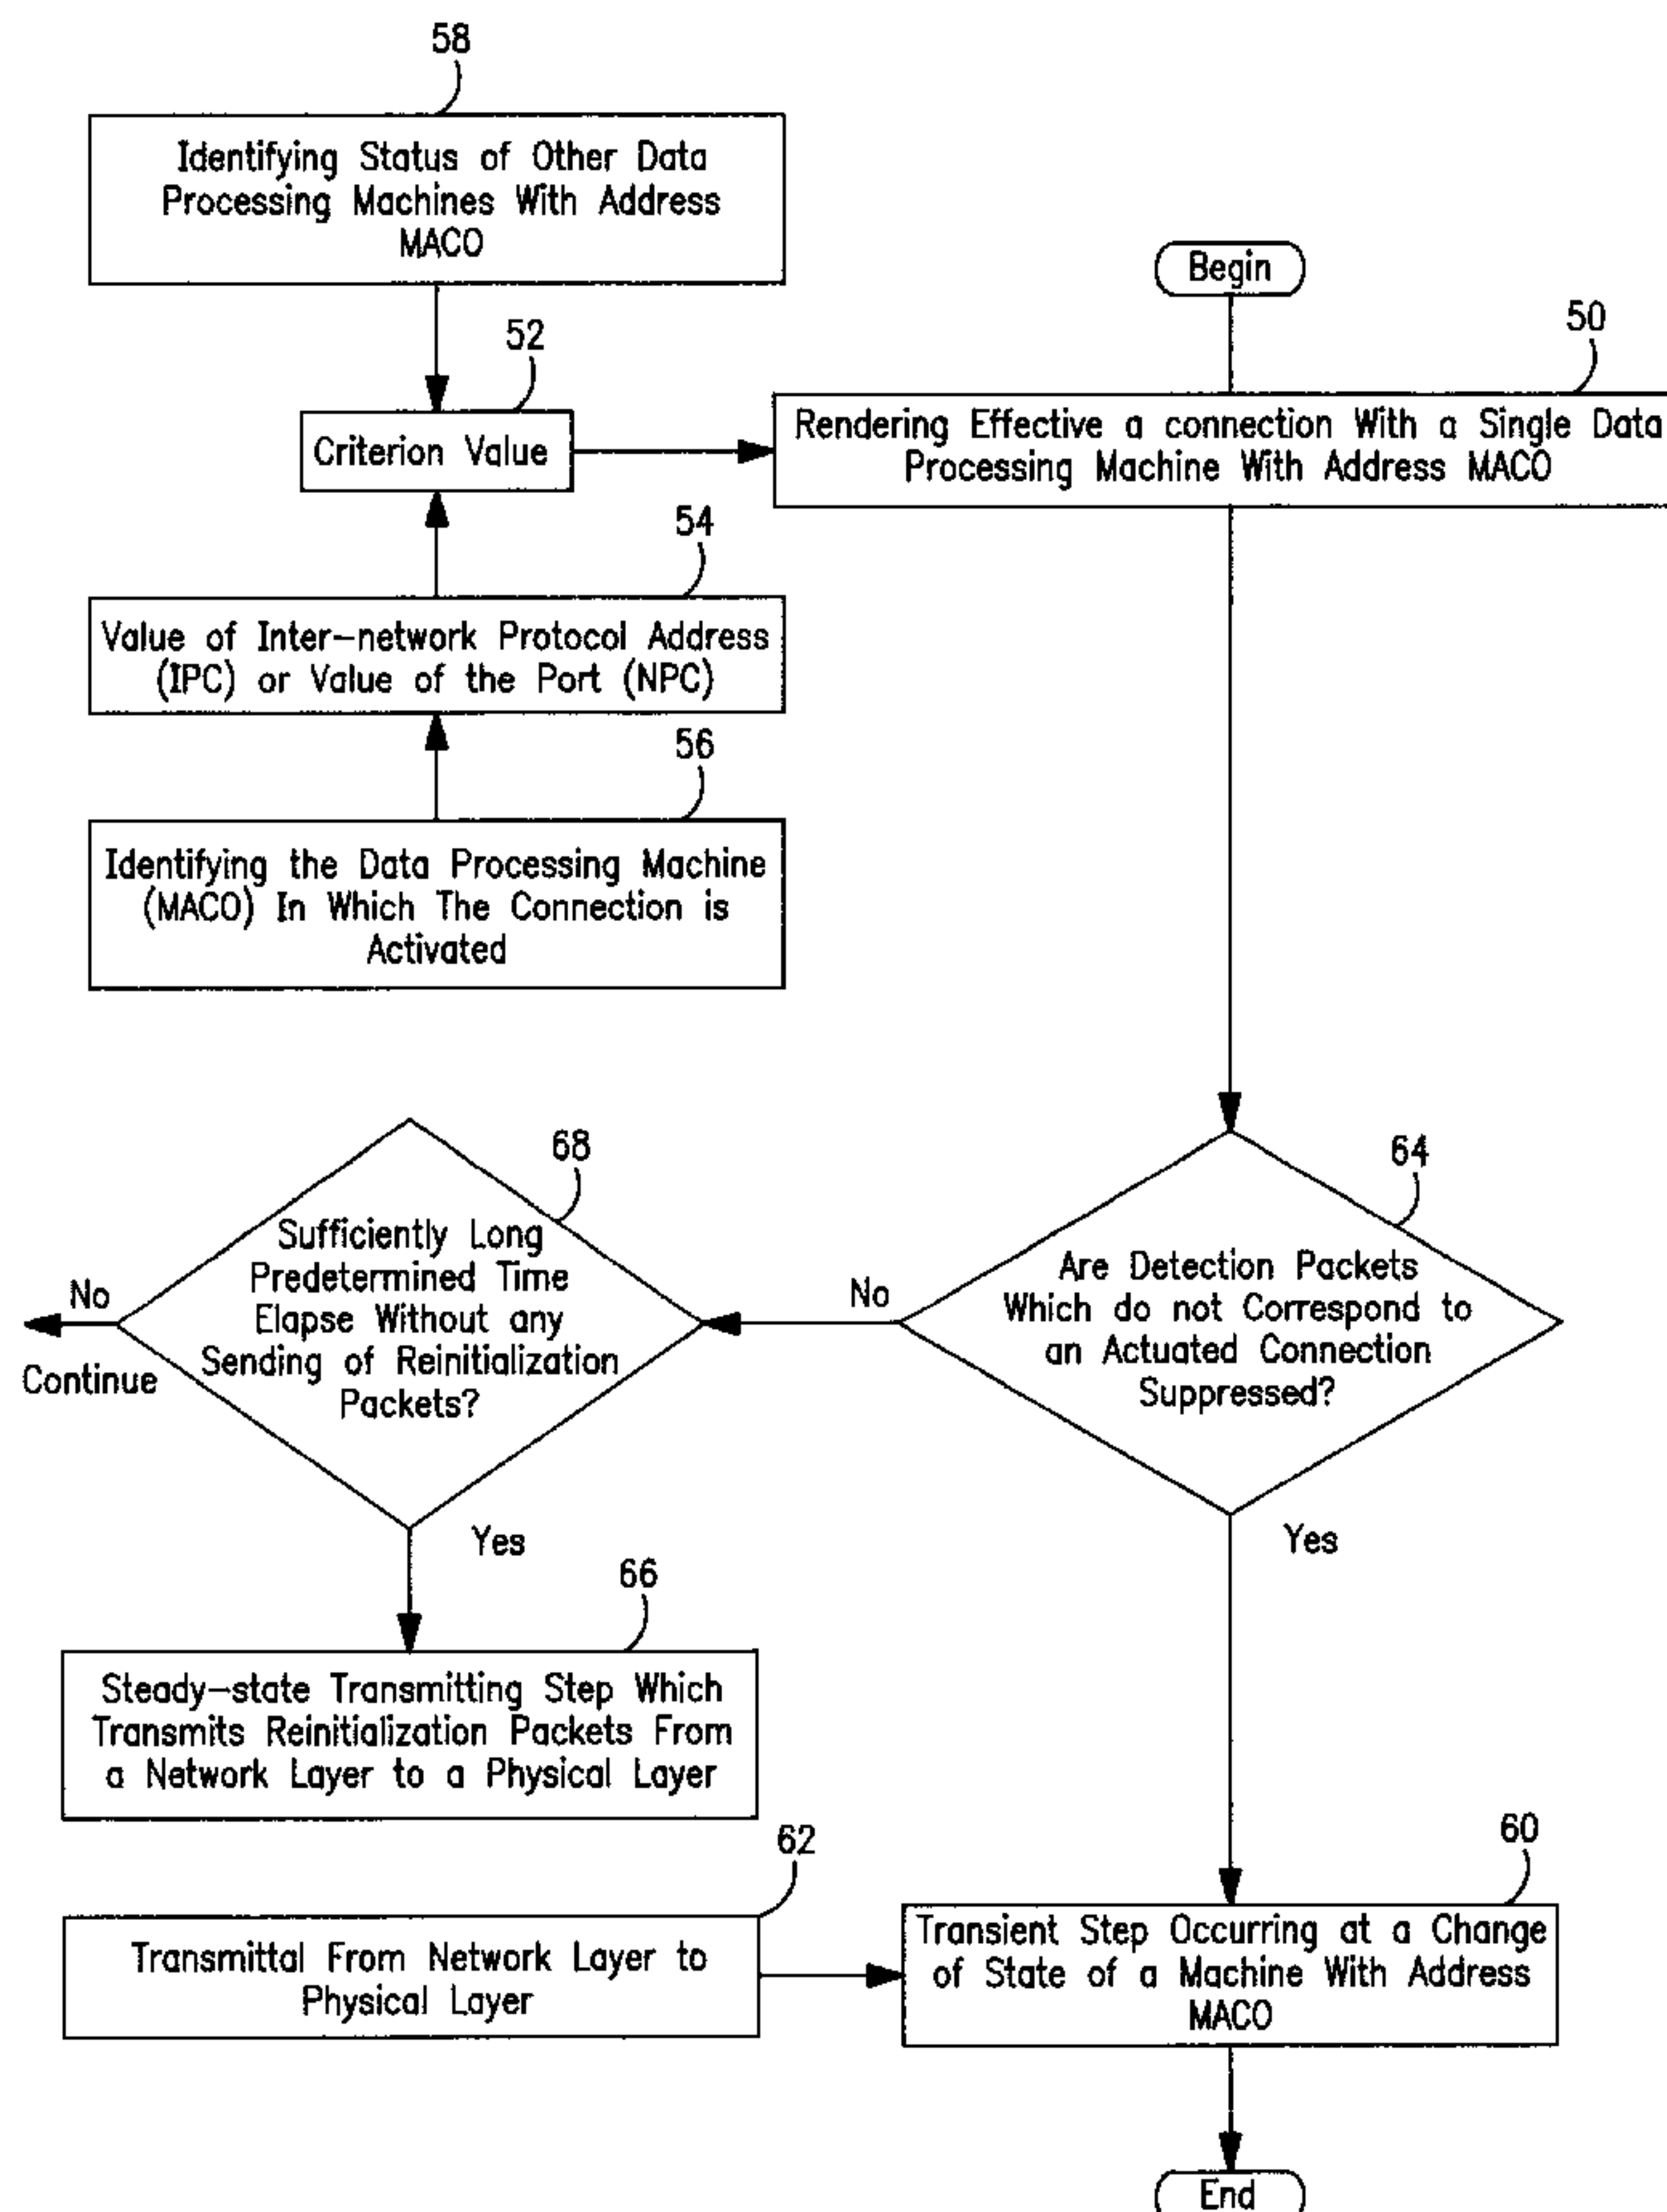 58
Identifying Status of Other Data
Processing Machines With Address
MACO
Begin
52
50
Criterion Value
Rendering Effective a connection With a Single Data
Processing Machine With Address MACO
54
Value of Inter-network Protocol Address
(IPC) or Value of the Port (NPC)
56
Identifying the Data Processing Machine
(MACO) In Which The Connection is
Activated
68
Sufficiently Long
Predetermined Time
Elapse Without any
Sending of Reinitialization
Packets?
No
Continue
64
Are Detection Packets
Which do not Correspond to
an Actuated Connection
Suppressed?
No
Yes
Yes
66
Steady-state Transmitting Step Which
Transmits Reinitialization Packets From
a Network Layer to a Physical Layer
62
Transmittal From Network Layer to
Physical Layer
60
Transient Step Occurring at a Change
of State of a Machine With Address
MACO
End